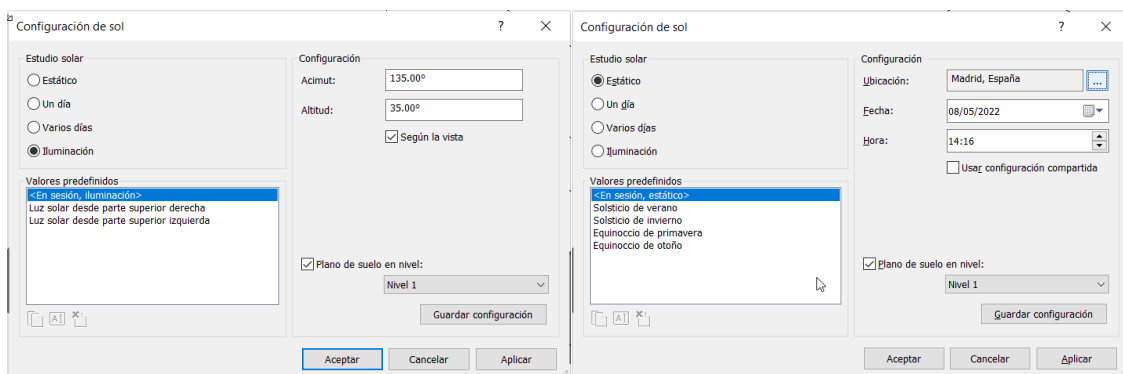 Configuración de sol
?
Estudio solar
Estático
Un día
Varios días
Iluminación
Valores predefinidos
<En sesión, iluminación>
Luz solar desde parte superior derecha
Luz solar desde parte superior izquierda
Configuración
Acimut:
135.00º
Altitud:
35.00º
Según la vista
Plano de suelo en nivel:
Nivel 1
Guardar configuración
Aceptar
Cancelar
Aplicar
Configuración de sol
?
Estudio solar
Estático
Un día
Varios días
Iluminación
Valores predefinidos
<En sesión, estático>
Solsticio de verano
Solsticio de invierno
Equinoccio de primavera
Equinoccio de otoño
Configuración
Ubicación:
Madrid, España
...
Fecha:
08/05/2022
Hora:
14:16
Usar configuración compartida
Plano de suelo en nivel:
Nivel 1
Guardar configuración
Aceptar
Cancelar
Aplicar